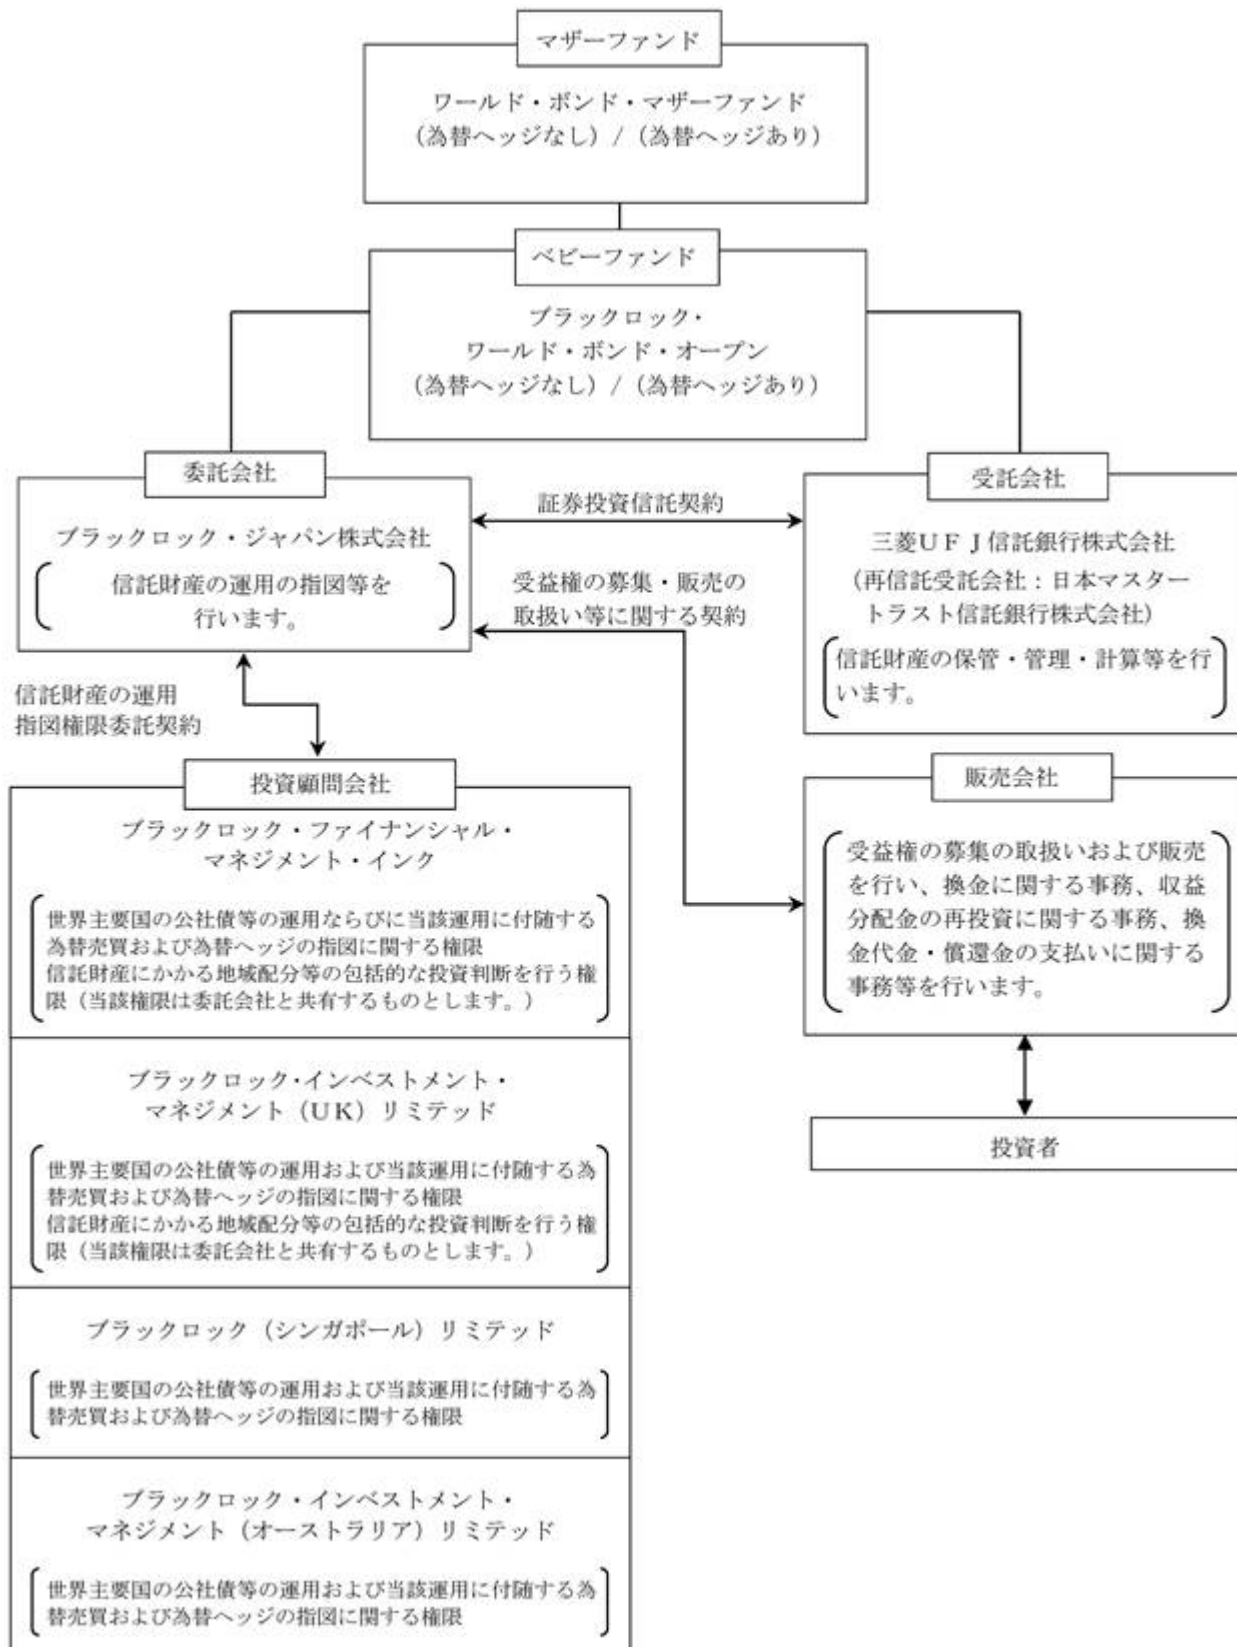 マザーファンド
ワールド・ボンド・マザーファンド
（為替ヘッジなし）/（為替ヘッジあり）
ベビーファンド
ブラックロック・
ワールド・ボンド・オープン
（為替ヘッジなし）/（為替ヘッジあり）
委託会社
ブラックロック・ジャパン株式会社
信託財産の運用の指図等を
行います。
証券投資信託契約
受益権の募集・販売の
取扱い等に関する契約
受託会社
三菱ＵＦＪ信託銀行株式会社
（再信託受託会社：日本マスター
トラスト信託銀行株式会社）
信託財産の保管・管理・計算等を行
います。
信託財産の運用
指図権限委託契約
投資顧問会社
ブラックロック・ファイナンシャル・
マネジメント・インク
世界主要国の公社債等の運用ならびに当該運用に付随する
為替売買および為替ヘッジの指図に関する権限
信託財産にかかる地域配分等の包括的な投資判断を行う権
限（当該権限は委託会社と共有するものとします。）
ブラックロック・インベストメント・
マネジメント（ＵＫ）リミテッド
世界主要国の公社債等の運用および当該運用に付随する為
替売買および為替ヘッジの指図に関する権限
信託財産にかかる地域配分等の包括的な投資判断を行う権
限（当該権限は委託会社と共有するものとします。）
ブラックロック（シンガポール）リミテッド
世界主要国の公社債等の運用および当該運用に付随する為
替売買および為替ヘッジの指図に関する権限
ブラックロック・インベストメント・
マネジメント（オーストラリア）リミテッド
世界主要国の公社債等の運用および当該運用に付随する為
替売買および為替ヘッジの指図に関する権限
販売会社
受益権の募集の取扱いおよび販売
を行い、換金に関する事務、収益
分配金の再投資に関する事務、換
金代金・償還金の支払いに関する
事務等を行います。
投資者